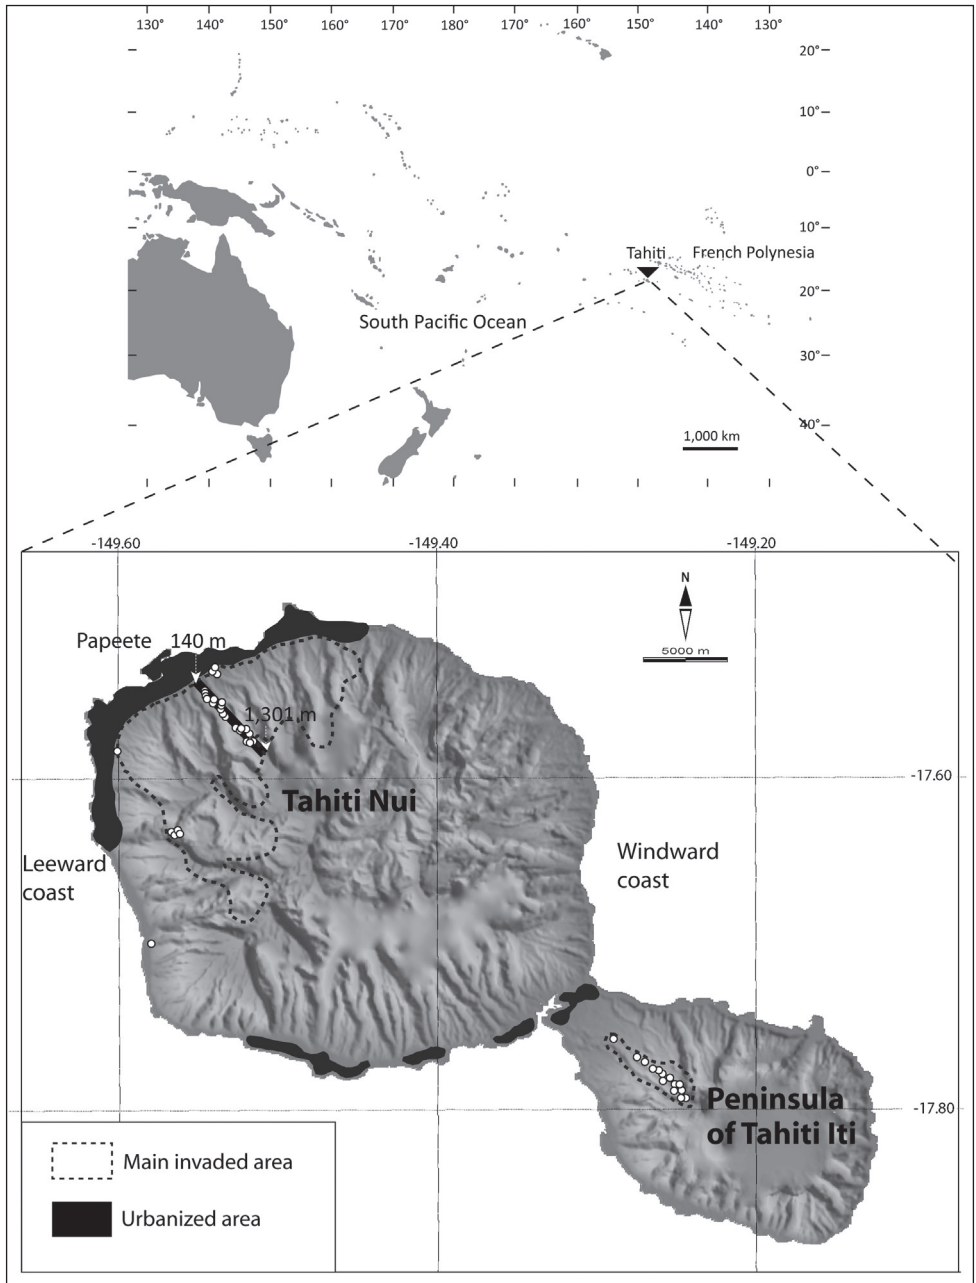 130° 140° 150° 160° 170° 180° 170° 160° 150° 140° 130°
20°
10°
0°
10°
Tahiti French Polynesia
20°
South Pacific Ocean
30°
40°
1,000 km
-149.60 -149.40 -149.20
N
5000 m
Papeete 140 m
1,301 m
-17.60
Tahiti Nui
Leeward
coast
Windward
coast
Peninsula
of Tahiti Iti
-17.80
Main invaded area
Urbanized area